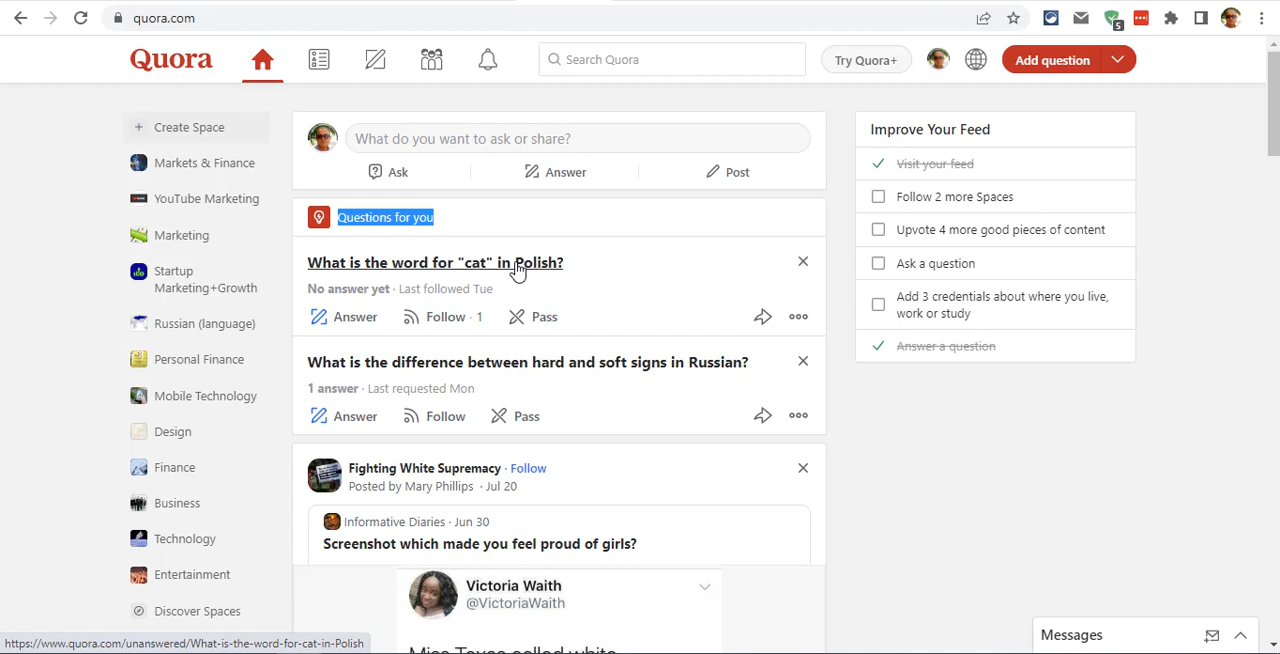 quora.com
5
Quora
Search Quora
Try Quora+
Add question
Create Space
Markets & Finance
YouTube Marketing
Marketing
Startup
Marketing+Growth
Russian (language)
Personal Finance
Mobile Technology
Design
Finance
Business
Technology
Entertainment
Discover Spaces
What do you want to ask or share?
Ask
Answer
Post
Questions for you
What is the word for "cat" in Polish?
No answer yet · Last followed Tue
Answer
Follow · 1
Pass
What is the difference between hard and soft signs in Russian?
1 answer · Last requested Mon
Answer
Follow
Pass
Fighting White Supremacy · Follow
Posted by Mary Phillips · Jul 20
Informative Diaries · Jun 30
Screenshot which made you feel proud of girls?
Victoria Waith
@VictoriaWaith
Miss Texas called white
Improve Your Feed
Visit your feed
Follow 2 more Spaces
Upvote 4 more good pieces of content
Ask a question
Add 3 credentials about where you live,
work or study
Answer a question
Messages
https://www.quora.com/unanswered/What-is-the-word-for-cat-in-Polish